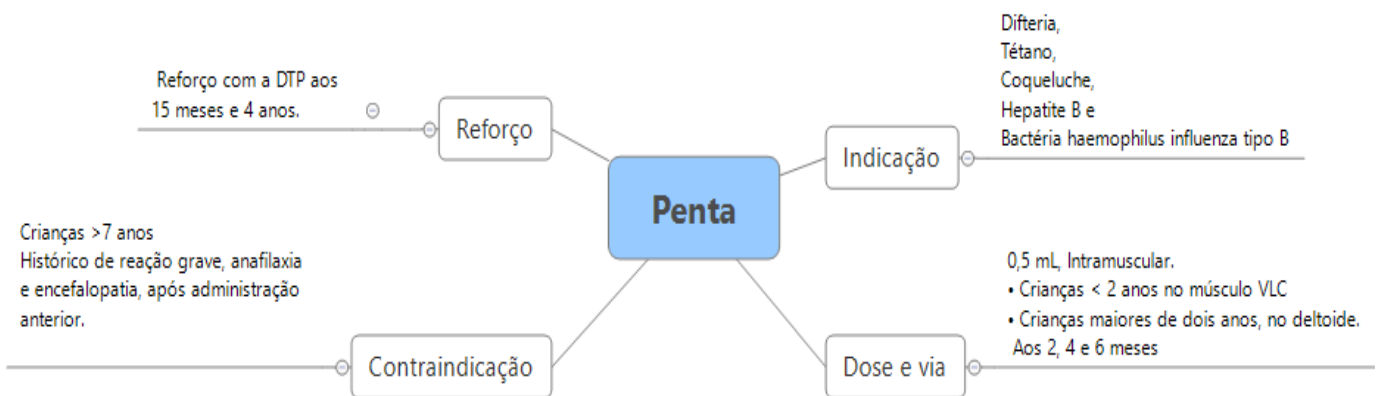 Penta
Indicação
Difteria,
Tétano,
Coqueluche,
Hepatite B e
Bactéria haemophilus influenza tipo B
Dose e via
0,5 mL, Intramuscular.
• Crianças < 2 anos no músculo VLC
• Crianças maiores de dois anos, no deltoide.
Aos 2, 4 e 6 meses
Reforço
Reforço com a DTP aos
15 meses e 4 anos.
Contraindicação
Crianças >7 anos
Histórico de reação grave, anafilaxia
e encefalopatia, após administração
anterior.